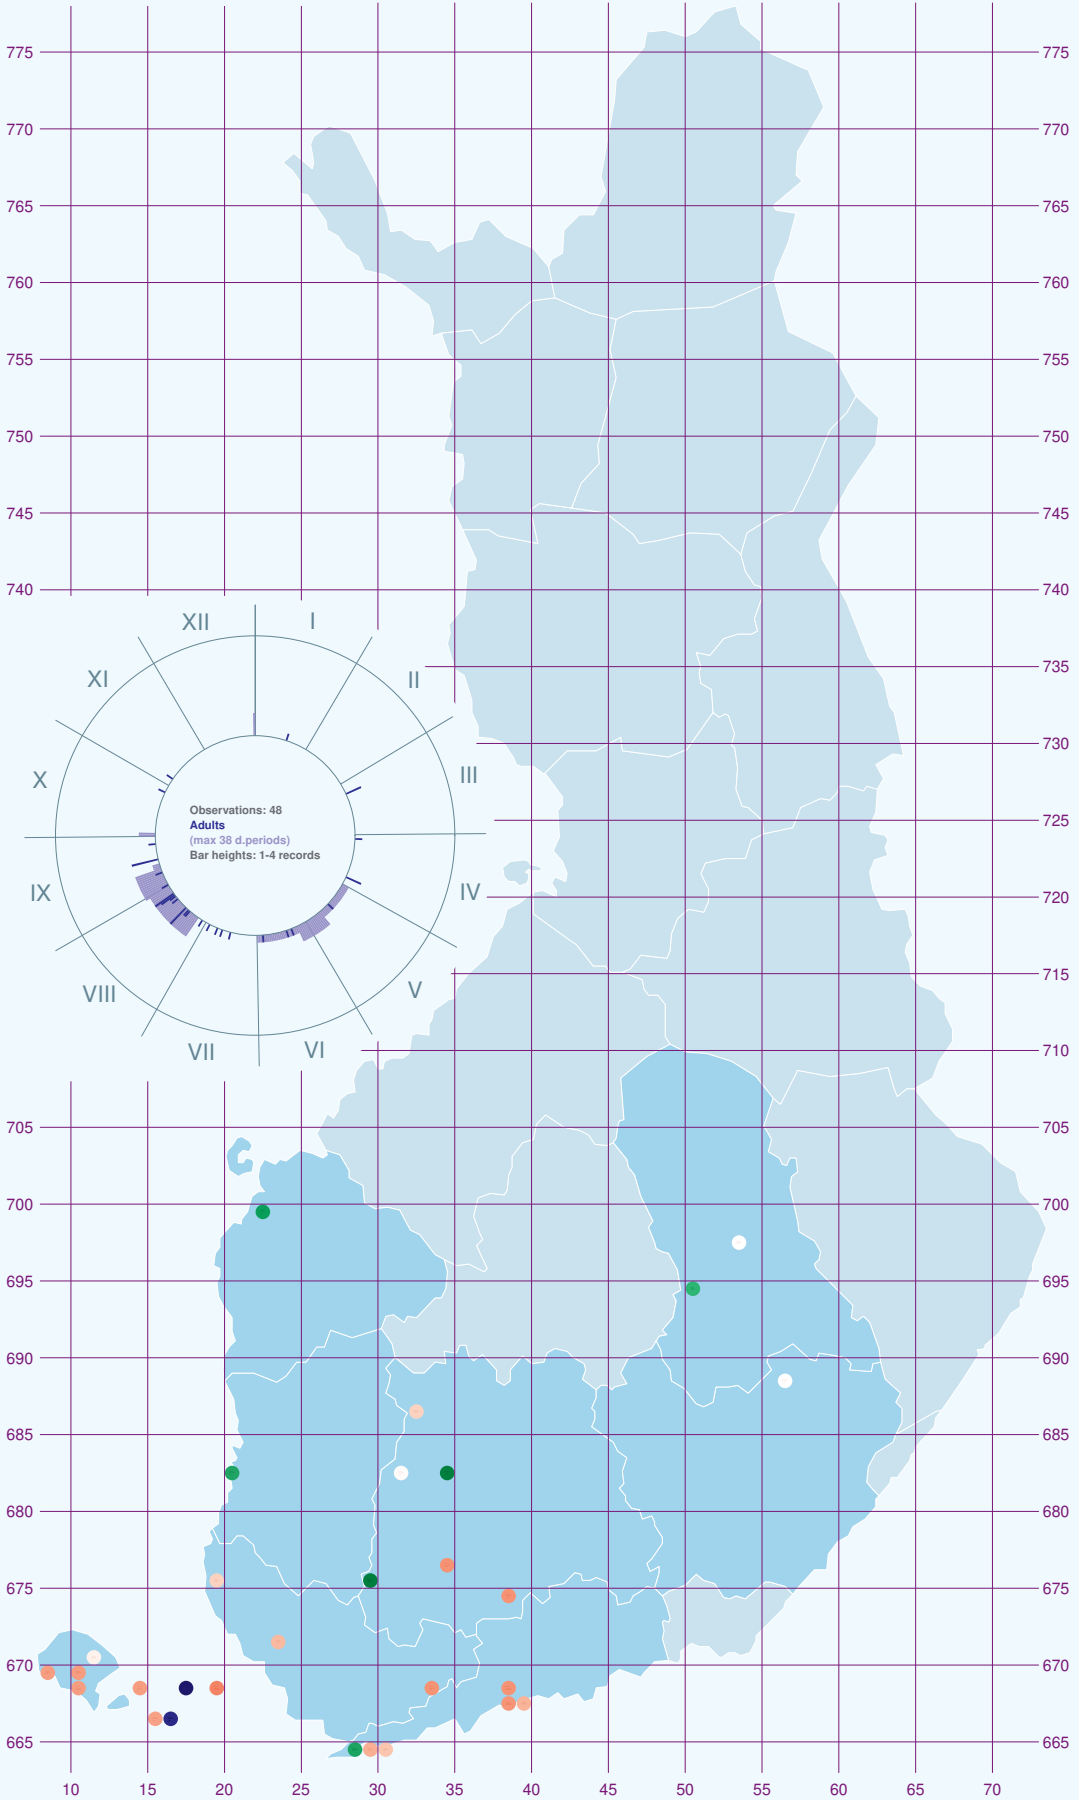 775 775
770 770
765 765
760 760
755 755
750 750
745 745
740 740
XII I
735
XI II
730
X III
Observations: 48
Adults
(max 38 d.periods)
Bar heights: 1-4 records
725
IX IV
720
VIII V
715
VII VI
710
705 705
700 700
695 695
690 690
685 685
680 680
675 675
670 670
665 665
10 15 20 25 30 35 40 45 50 55 60 65 70